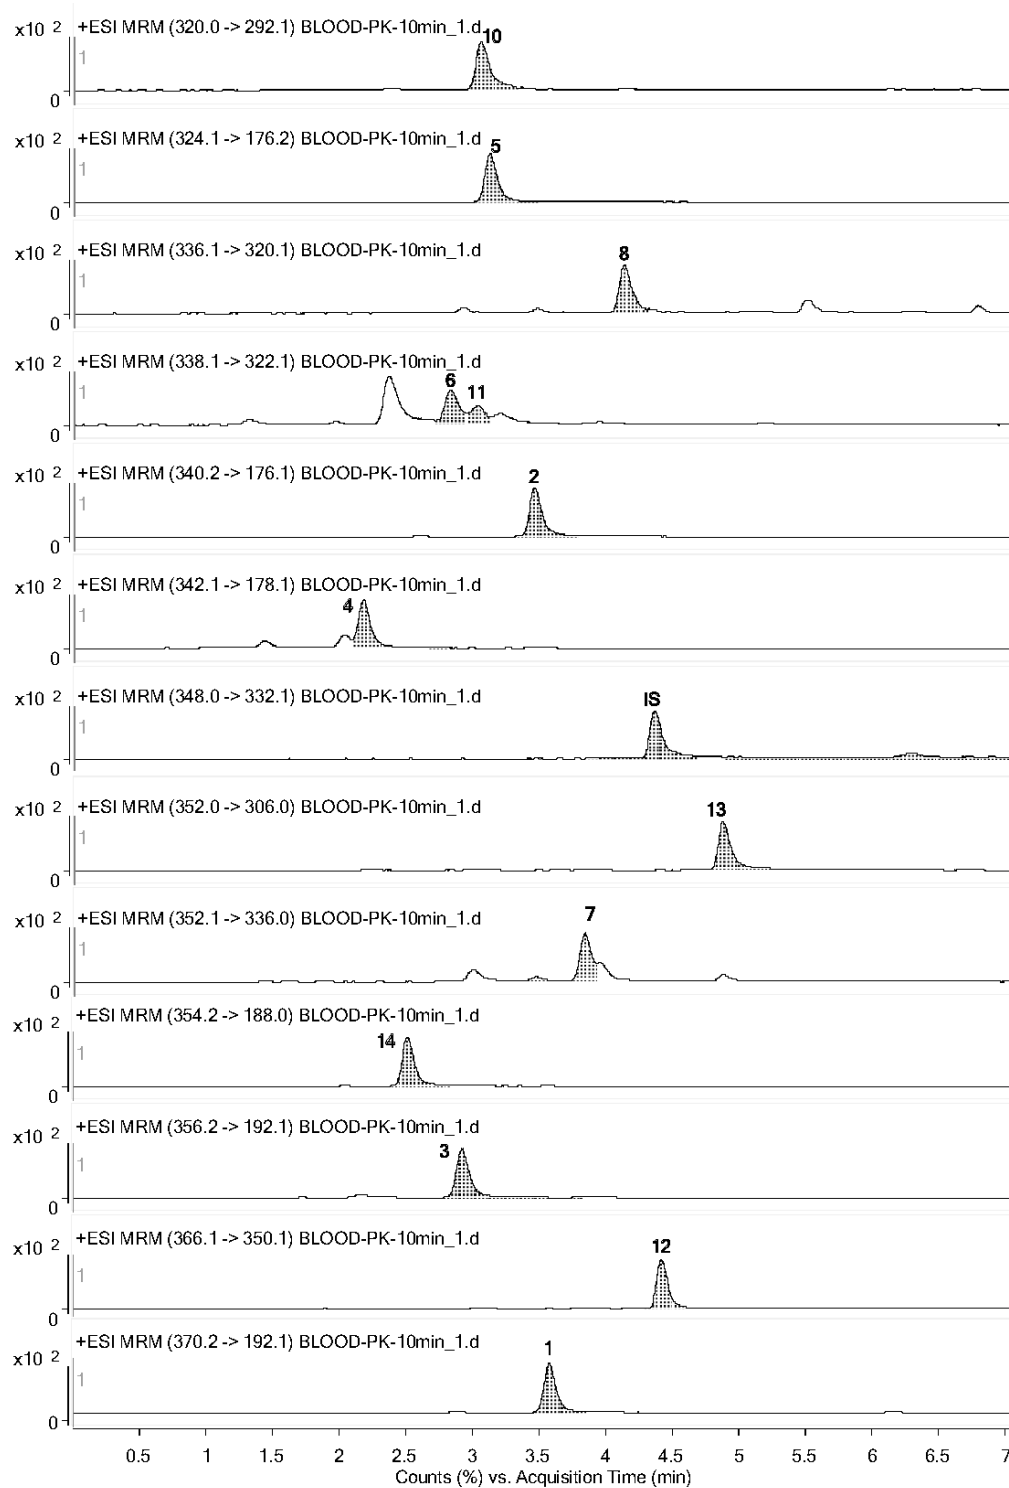 +ESI MRM (320.0 -> 292.1) BLOOD-PK-10min_1.d
x10 2
1
0
10
+ESI MRM (324.1 -> 176.2) BLOOD-PK-10min_1.d
x10 2
1
0
5
+ESI MRM (336.1 -> 320.1) BLOOD-PK-10min_1.d
x10 2
1
0
8
+ESI MRM (338.1 -> 322.1) BLOOD-PK-10min_1.d
x10 2
1
0
6
11
+ESI MRM (340.2 -> 176.1) BLOOD-PK-10min_1.d
x10 2
1
0
2
+ESI MRM (342.1 -> 178.1) BLOOD-PK-10min_1.d
x10 2
1
0
4
+ESI MRM (348.0 -> 332.1) BLOOD-PK-10min_1.d
x10 2
1
0
IS
+ESI MRM (352.0 -> 306.0) BLOOD-PK-10min_1.d
x10 2
1
0
13
+ESI MRM (352.1 -> 336.0) BLOOD-PK-10min_1.d
x10 2
1
0
7
+ESI MRM (354.2 -> 188.0) BLOOD-PK-10min_1.d
x10 2
1
0
14
+ESI MRM (356.2 -> 192.1) BLOOD-PK-10min_1.d
x10 2
1
0
3
+ESI MRM (366.1 -> 350.1) BLOOD-PK-10min_1.d
x10 2
1
0
12
+ESI MRM (370.2 -> 192.1) BLOOD-PK-10min_1.d
x10 2
1
0
1
0.5 1 1.5 2 2.5 3 3.5 4 4.5 5 5.5 6 6.5 7
Counts (%) vs. Acquisition Time (min)